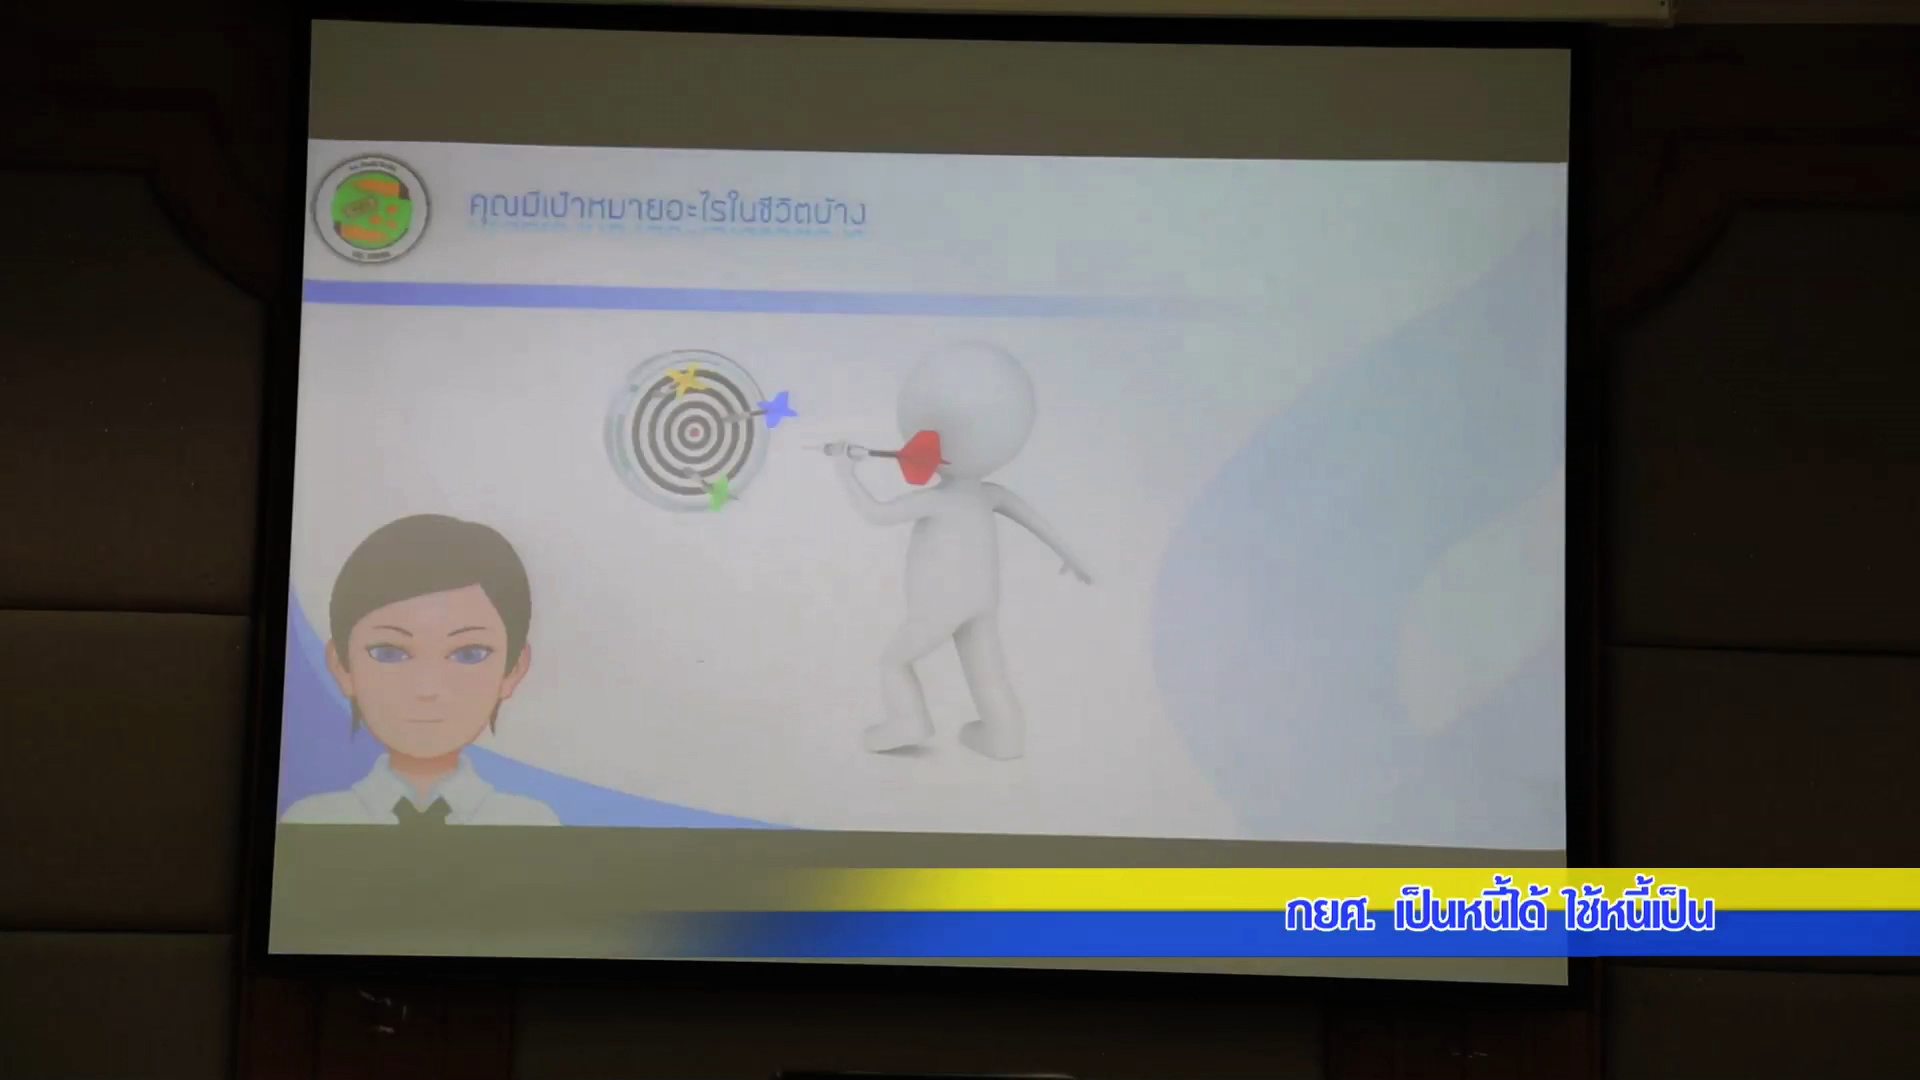 คุณมีเป้าหมายอะไรในชีวิตบ้าง
กยศ. เป็นหนี้ได้ ใช้หนี้เป็น